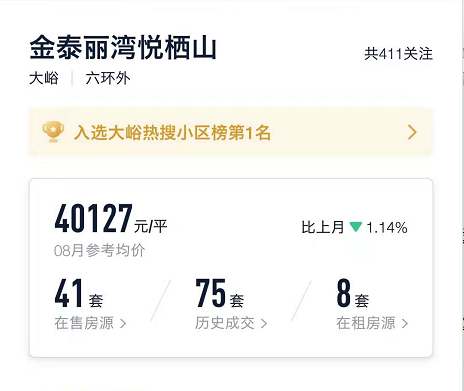 金泰丽湾悦栖山
共411关注
大峪 六环外
入选大峪热搜小区榜第1名
40127元/平
比上月 1.14%
08月参考均价
41套 75套 8套
在售房源 历史成交 在租房源